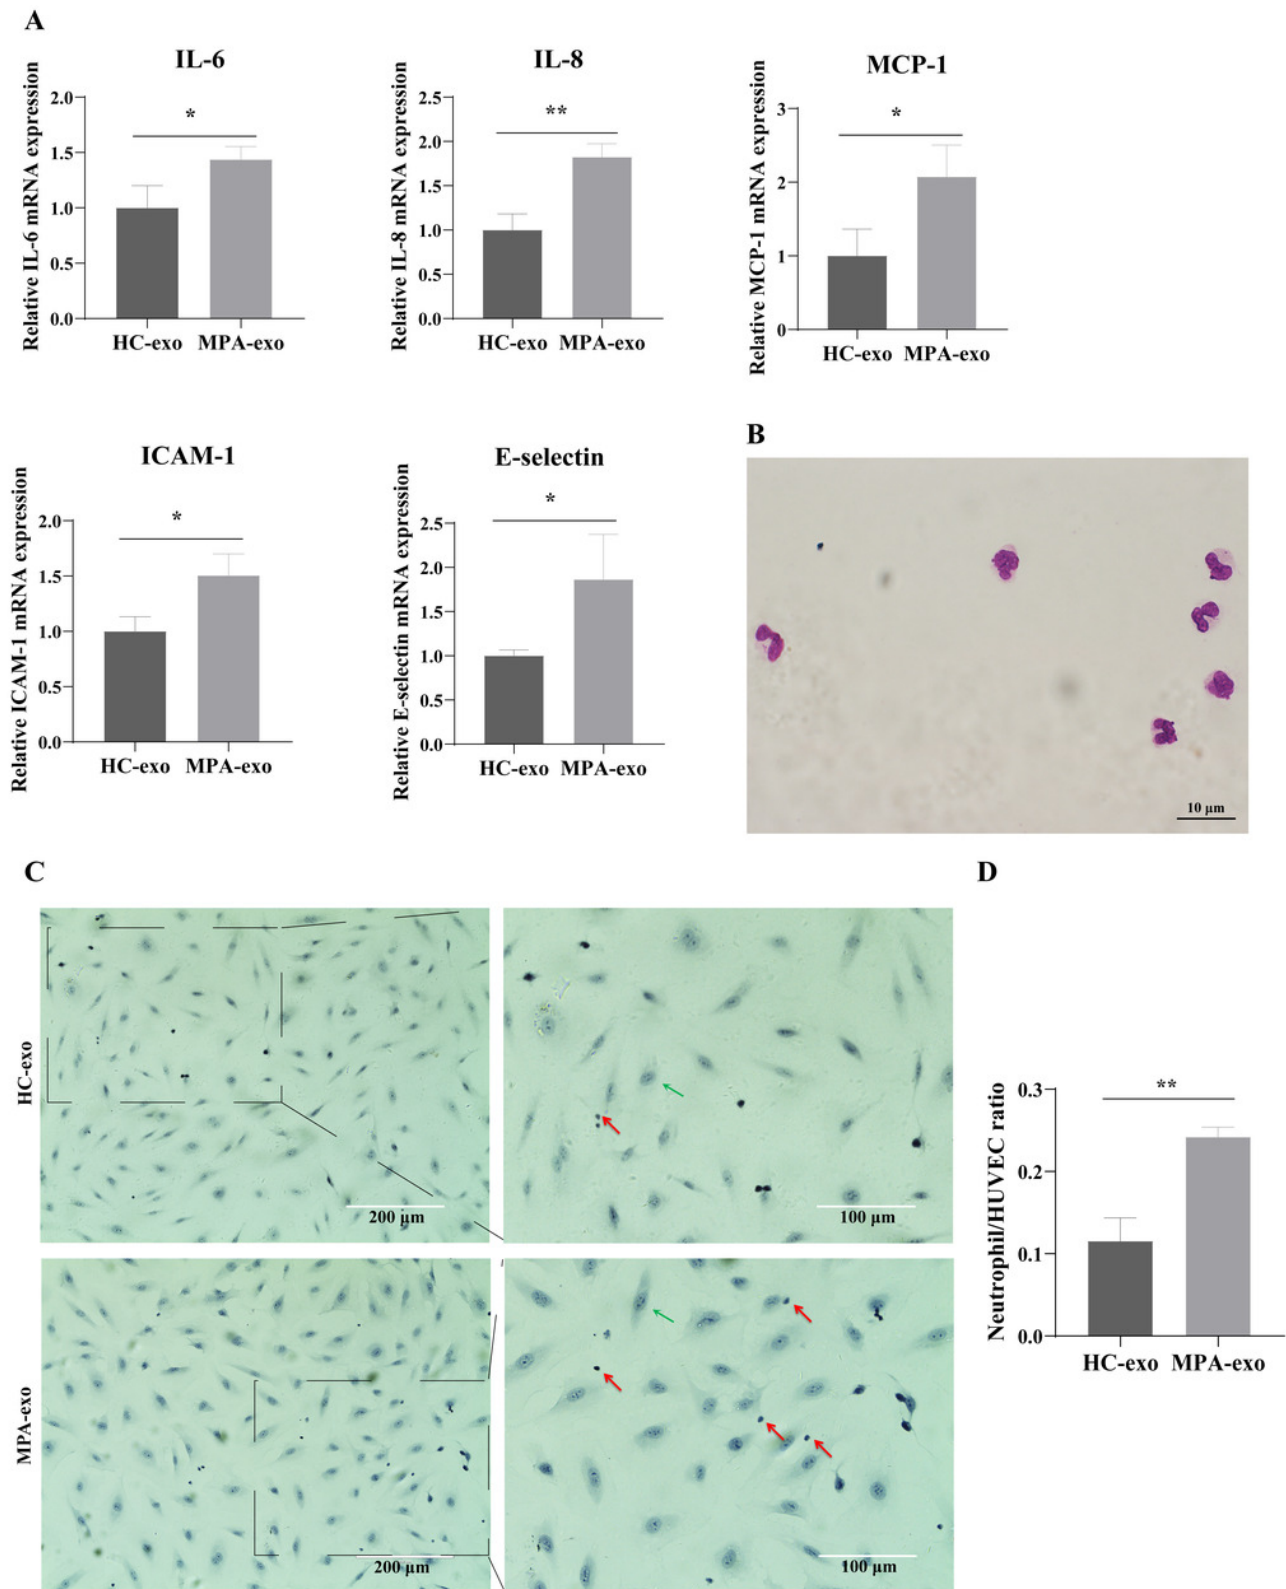 A
IL-6
Relative IL-6 mRNA expression
2.0
1.5
1.0
0.5
0.0
*
HC-exo MPA-exo
IL-8
Relative IL-8 mRNA expression
2.5
2.0
1.5
1.0
0.5
0.0
**
HC-exo MPA-exo
MCP-1
Relative MCP-1 mRNA expression
3
2
1
0
*
HC-exo MPA-exo
ICAM-1
Relative ICAM-1 mRNA expression
2.0
1.5
1.0
0.5
0.0
*
HC-exo MPA-exo
E-selectin
Relative E-selectin mRNA expression
2.5
2.0
1.5
1.0
0.5
0.0
*
HC-exo MPA-exo
B
10 µm
C
HC-exo
200 µm
100 µm
MPA-exo
200 µm
100 µm
D
Neutrophil/HUVEC ratio
0.3
0.2
0.1
0.0
**
HC-exo MPA-exo